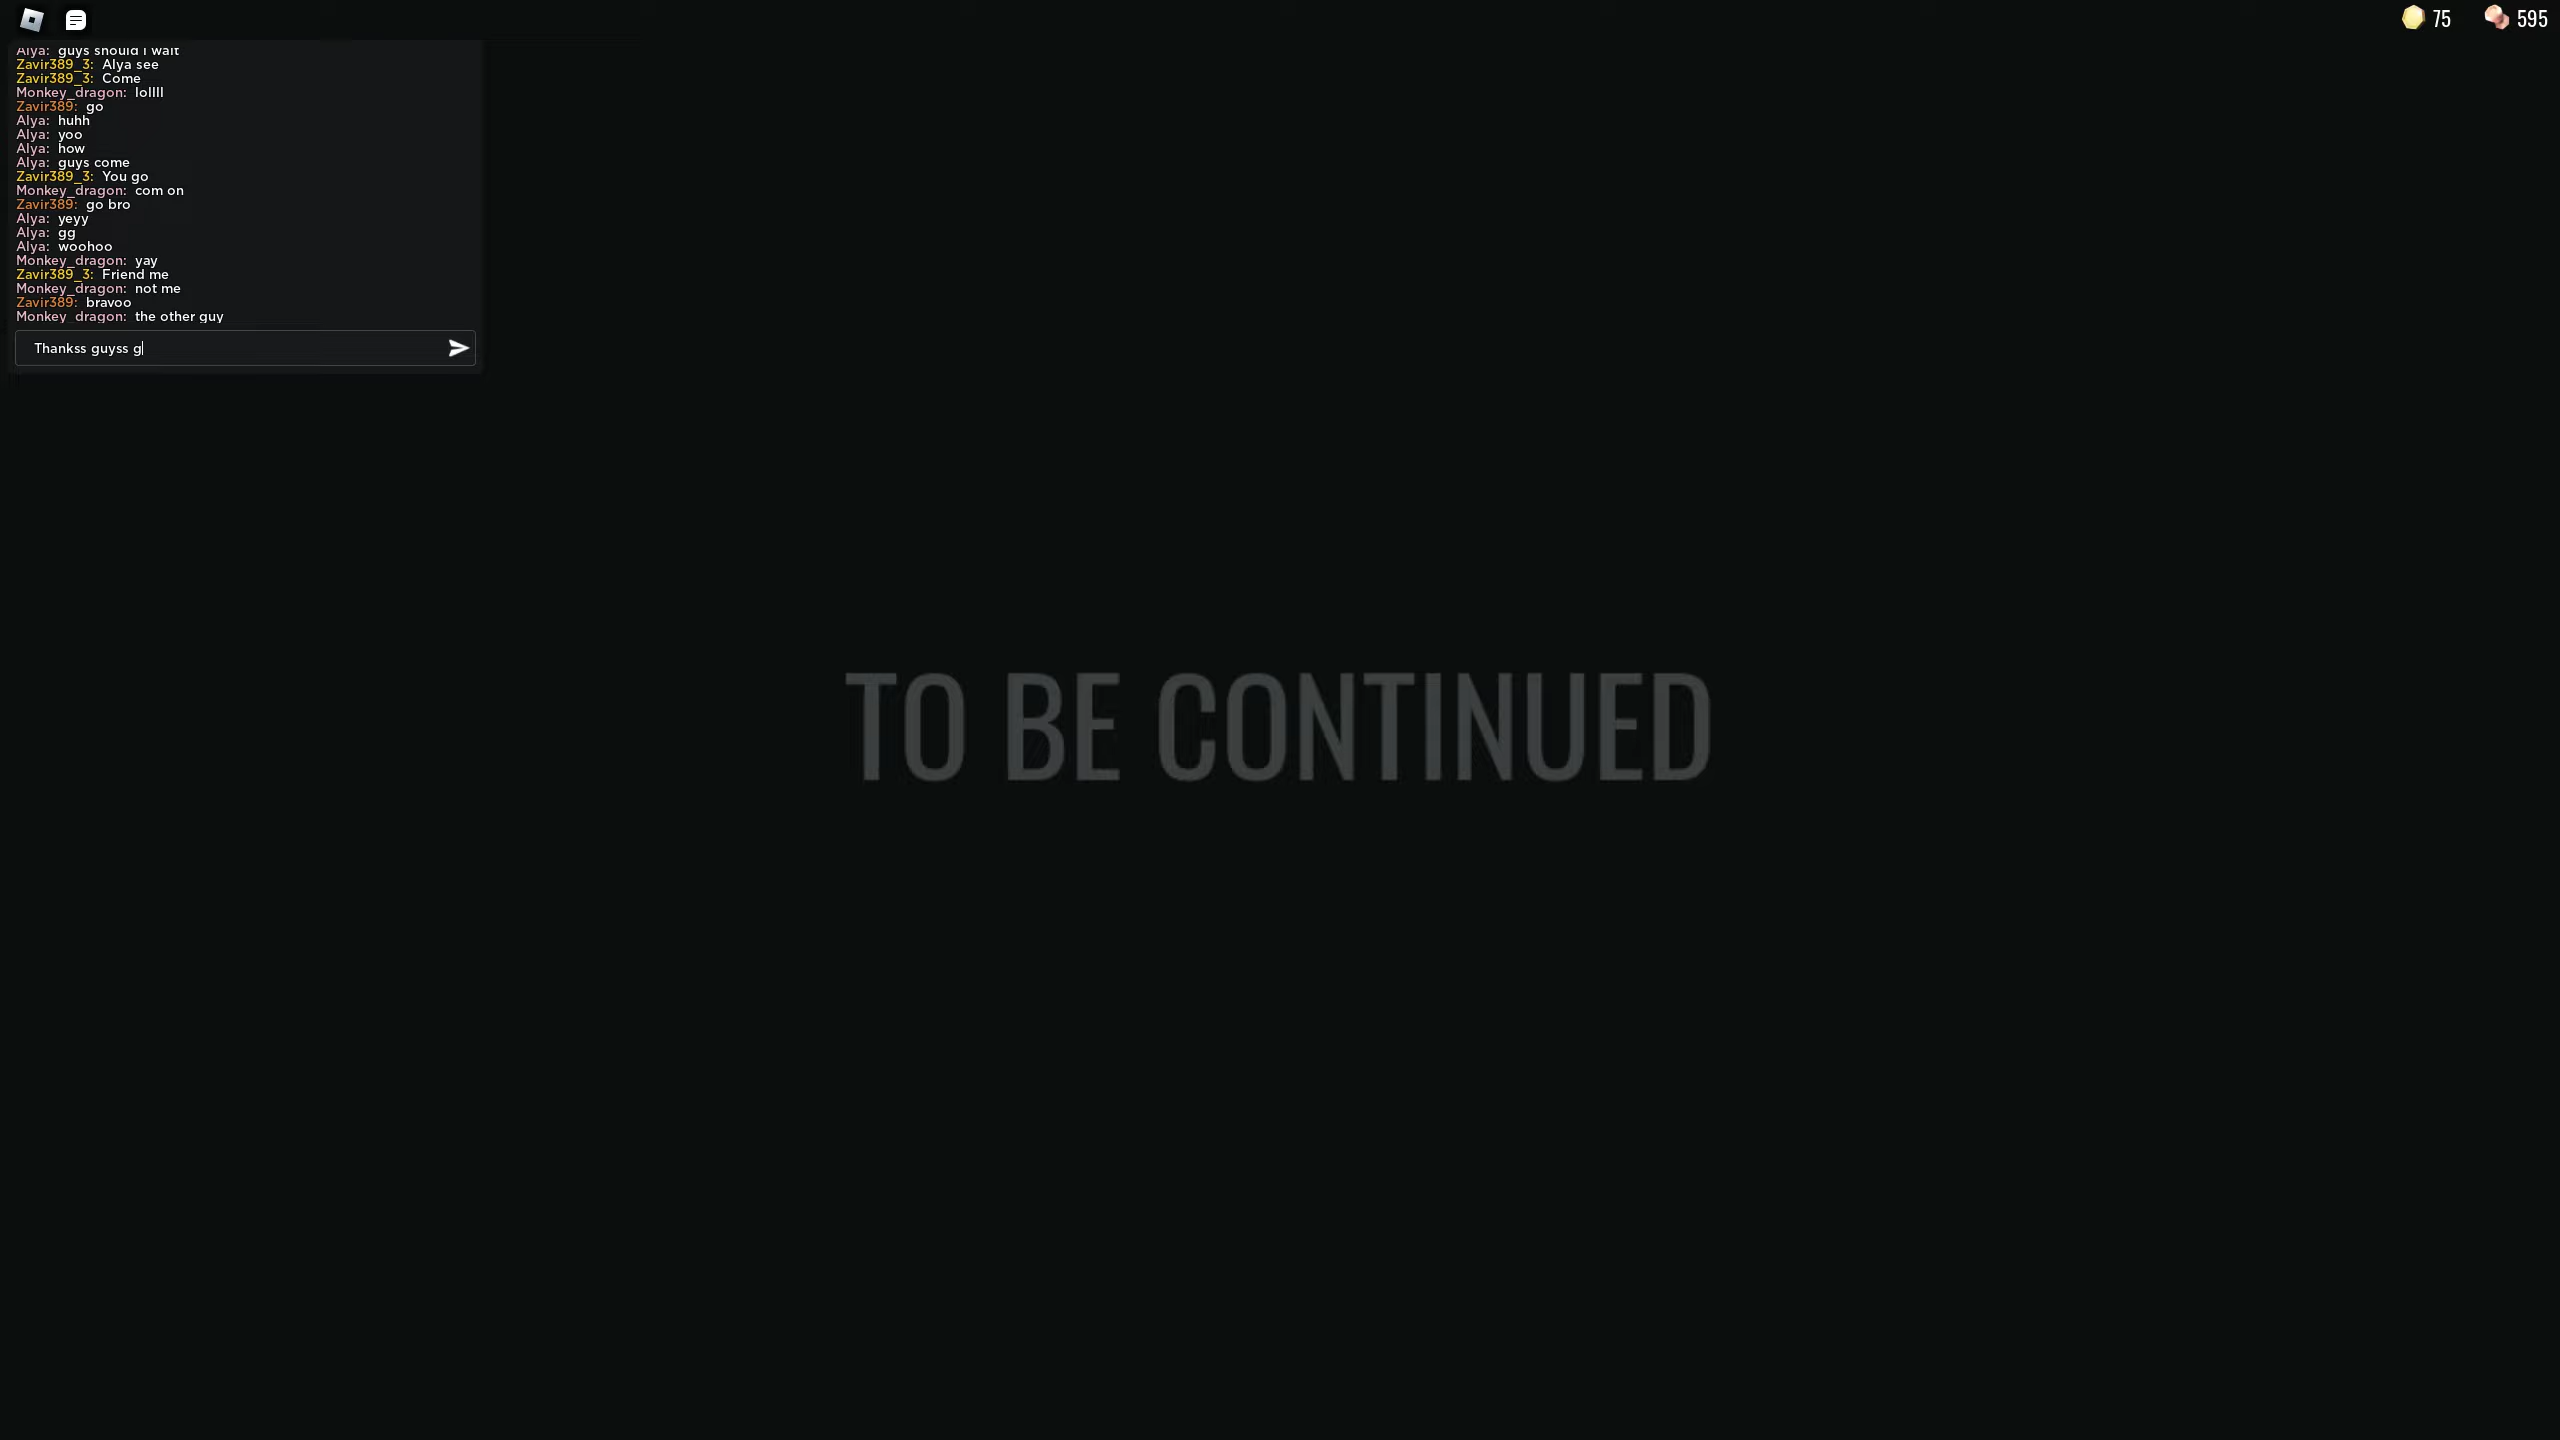 75 595
Alya: guys should i wait
Zavir389_3: Alya see
Zavir389_3: Come
Monkey_dragon: lollll
Zavir389: go
Alya: huhh
Alya: yoo
Alya: how
Alya: guys come
Zavir389_3: You go
Monkey_dragon: com on
Zavir389: go bro
Alya: yeyy
Alya: gg
Alya: woohoo
Monkey_dragon: yay
Zavir389_3: Friend me
Monkey_dragon: not me
Zavir389: bravoo
Monkey_dragon: the other guy
Thankss guyss g
TO BE CONTINUED